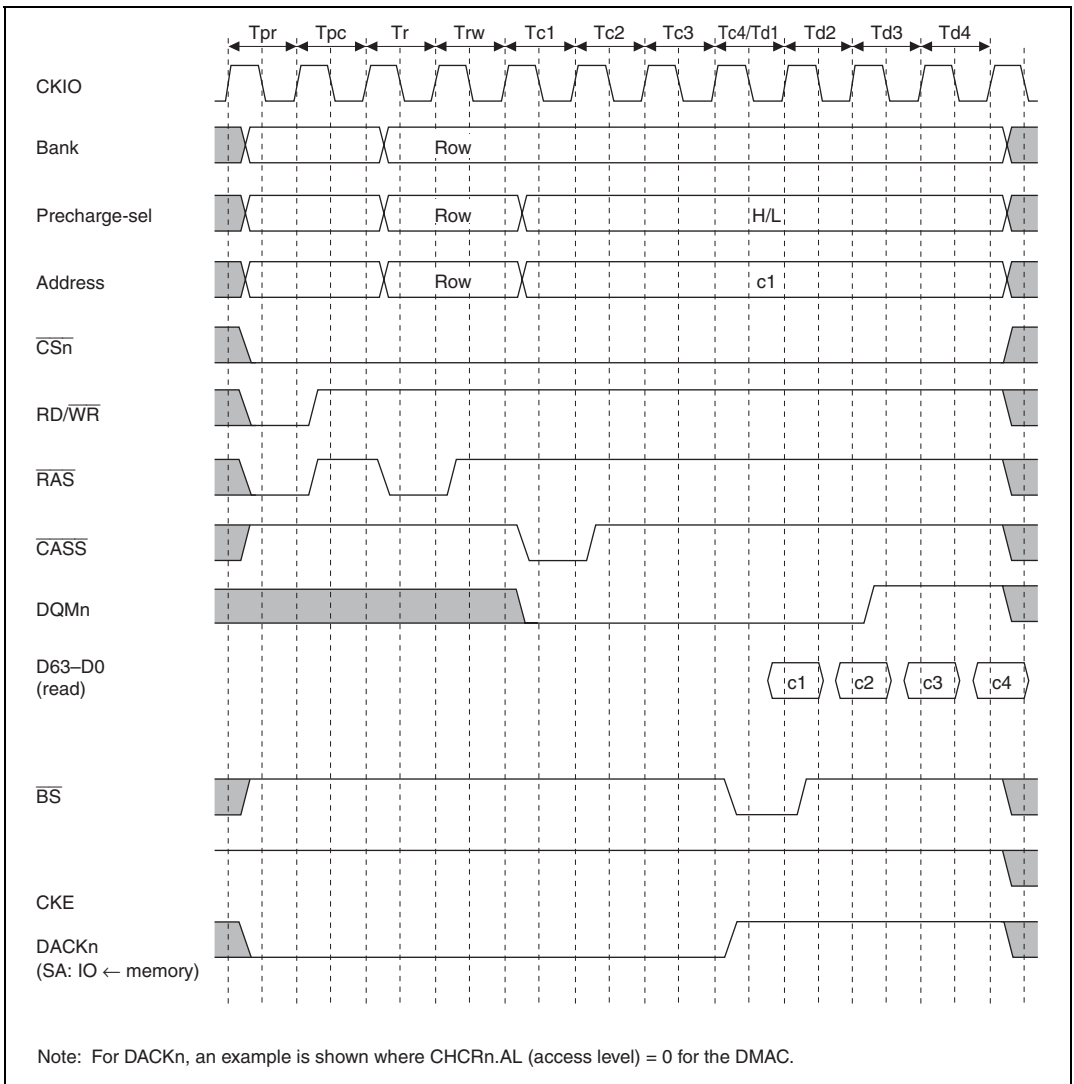 Tpr Tpc Tr Trw Tc1 Tc2 Tc3 Tc4/Td1 Td2 Td3 Td4
CKIO
Bank Row
Precharge-sel Row H/L
Address Row c1
CSn
RD/WR
RAS
CASS
DQMn
D63–D0
(read)
c1 c2 c3 c4
BS
CKE
DACKn
(SA: IO ← memory)
Note: For DACKn, an example is shown where CHCRn.AL (access level) = 0 for the DMAC.